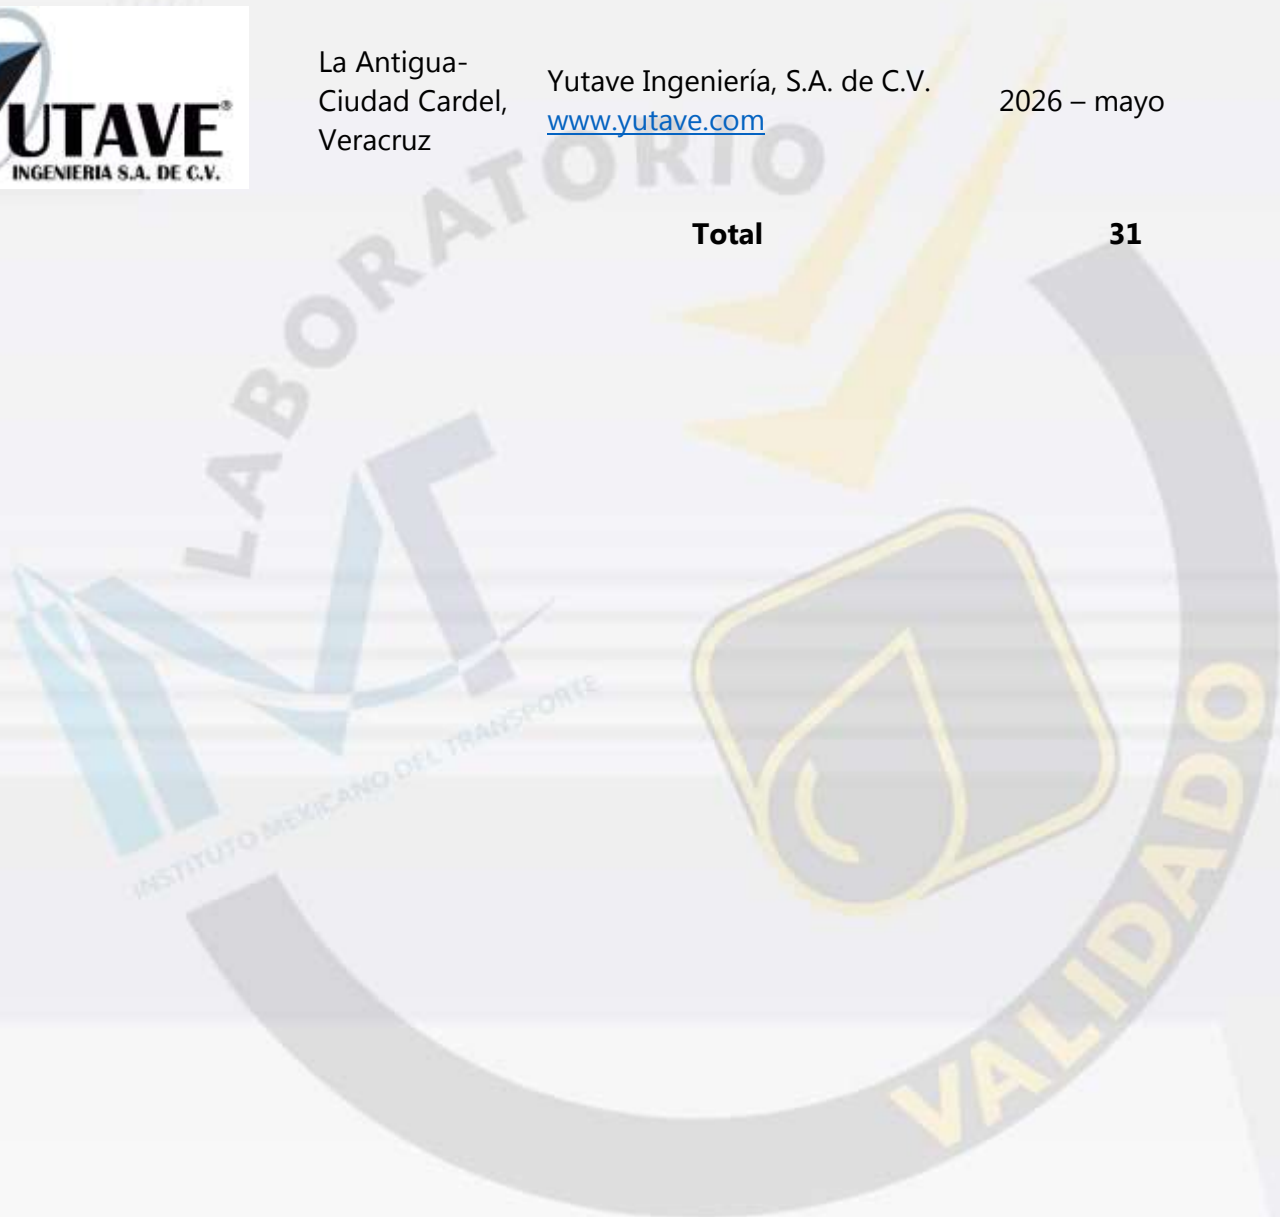 UTAVE®
INGENIERIA S.A. DE C.V.
La Antigua-
Ciudad Cardel,
Veracruz
Yutave Ingeniería, S.A. de C.V.
www.yutave.com
2026 – mayo
Total 31
LABORATORIO
INSTITUTO MEXICANO DEL TRANSPORTE
VALIDADO